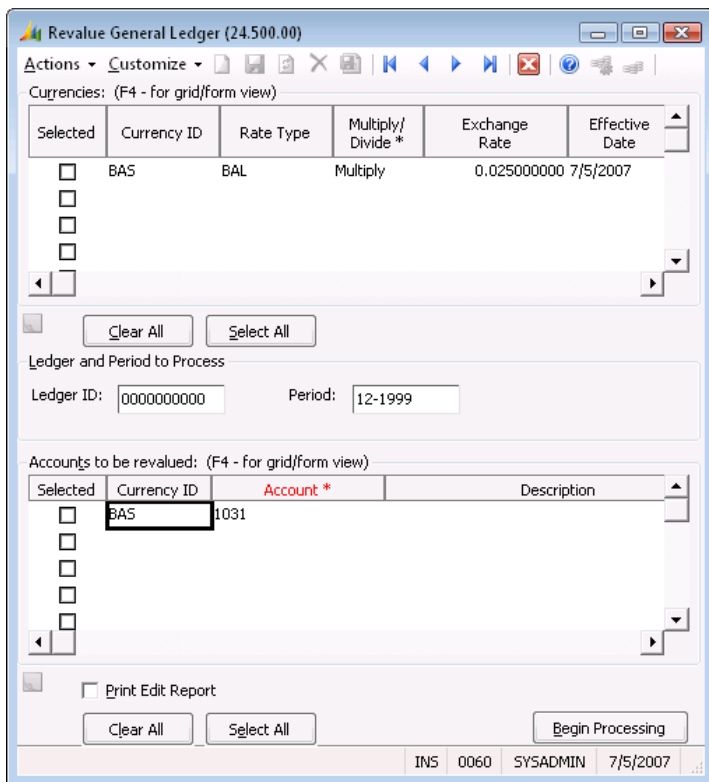 Revalue General Ledger (24.500.00)
Actions Customize
Currencies: (F4 - for grid/form view)
Selected Currency ID Rate Type Multiply/ Divide * Exchange Rate Effective Date
BAS BAL Multiply 0.025000000 7/5/2007
Clear All Select All
Ledger and Period to Process
Ledger ID: 0000000000 Period: 12-1999
Accounts to be revalued: (F4 - for grid/form view)
Selected Currency ID Account * Description
BAS 1031
Print Edit Report
Clear All Select All Begin Processing
INS 0060 SYSADMIN 7/5/2007